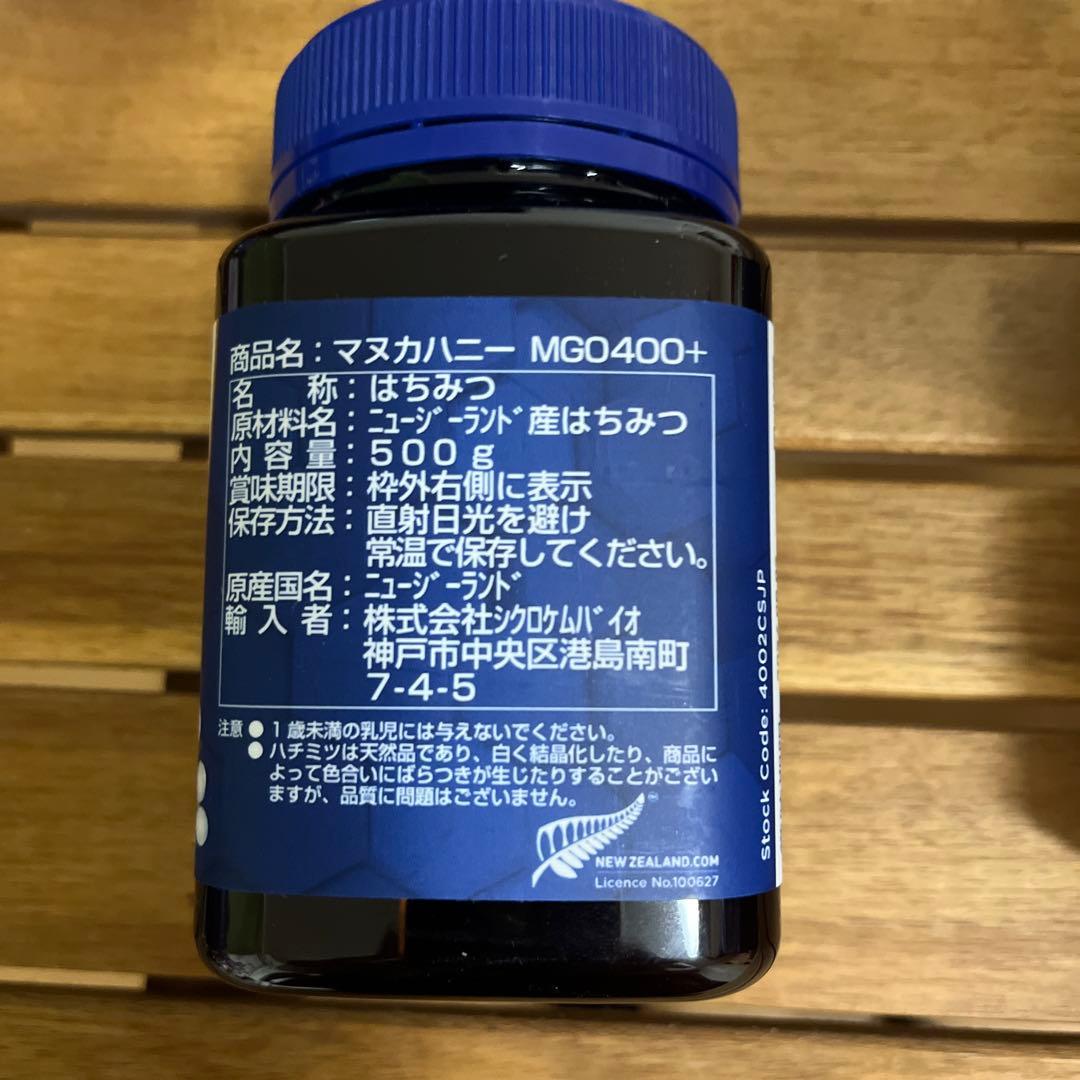 商品名：マヌカハニー MGO400+
名　　称：はちみつ
原材料名：ﾆｭｰｼﾞｰﾗﾝﾄﾞ産はちみつ
内 容 量：500g
賞味期限：枠外右側に表示
保存方法：直射日光を避け
常温で保存してください。
原産国名：ﾆｭｰｼﾞｰﾗﾝﾄﾞ
輸 入 者：株式会社ｼｸﾛｹﾑﾊﾞｲｵ
神戸市中央区港島南町
7-4-5
注意 ● 1歳未満の乳児には与えないでください。
● ハチミツは天然品であり、白く結晶化したり、商品に
よって色合いにばらつきが生じたりすることがござい
ますが、品質に問題はございません。
NEW ZEALAND.COM
Licence No.100627
Stock Code: 4002CSJP